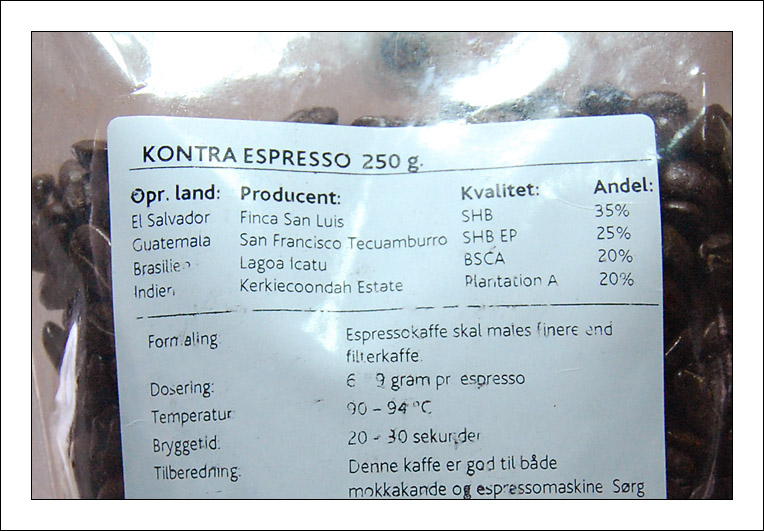 KONTRA ESPRESSO 250 g.
Opr. land: Producent: Kvalitet: Andel:
El Salvador Finca San Luis SHB 35%
Guatemala San Francisco Tecuamburro SHB EP 25%
Brasilien Lagoa Icatu BSCA 20%
Indien Kerkiecoondah Estate Plantation A 20%
Formaling: Espressokaffe skal males finere end
filterkaffe.
Dosering: 6 9 gram pr espresso
Temperatur: 90 - 94 °C
Bryggetid: 20 - 30 sekunder
Tilberedning: Denne kaffe er god til både
mokkakande og espressomaskine Sørg